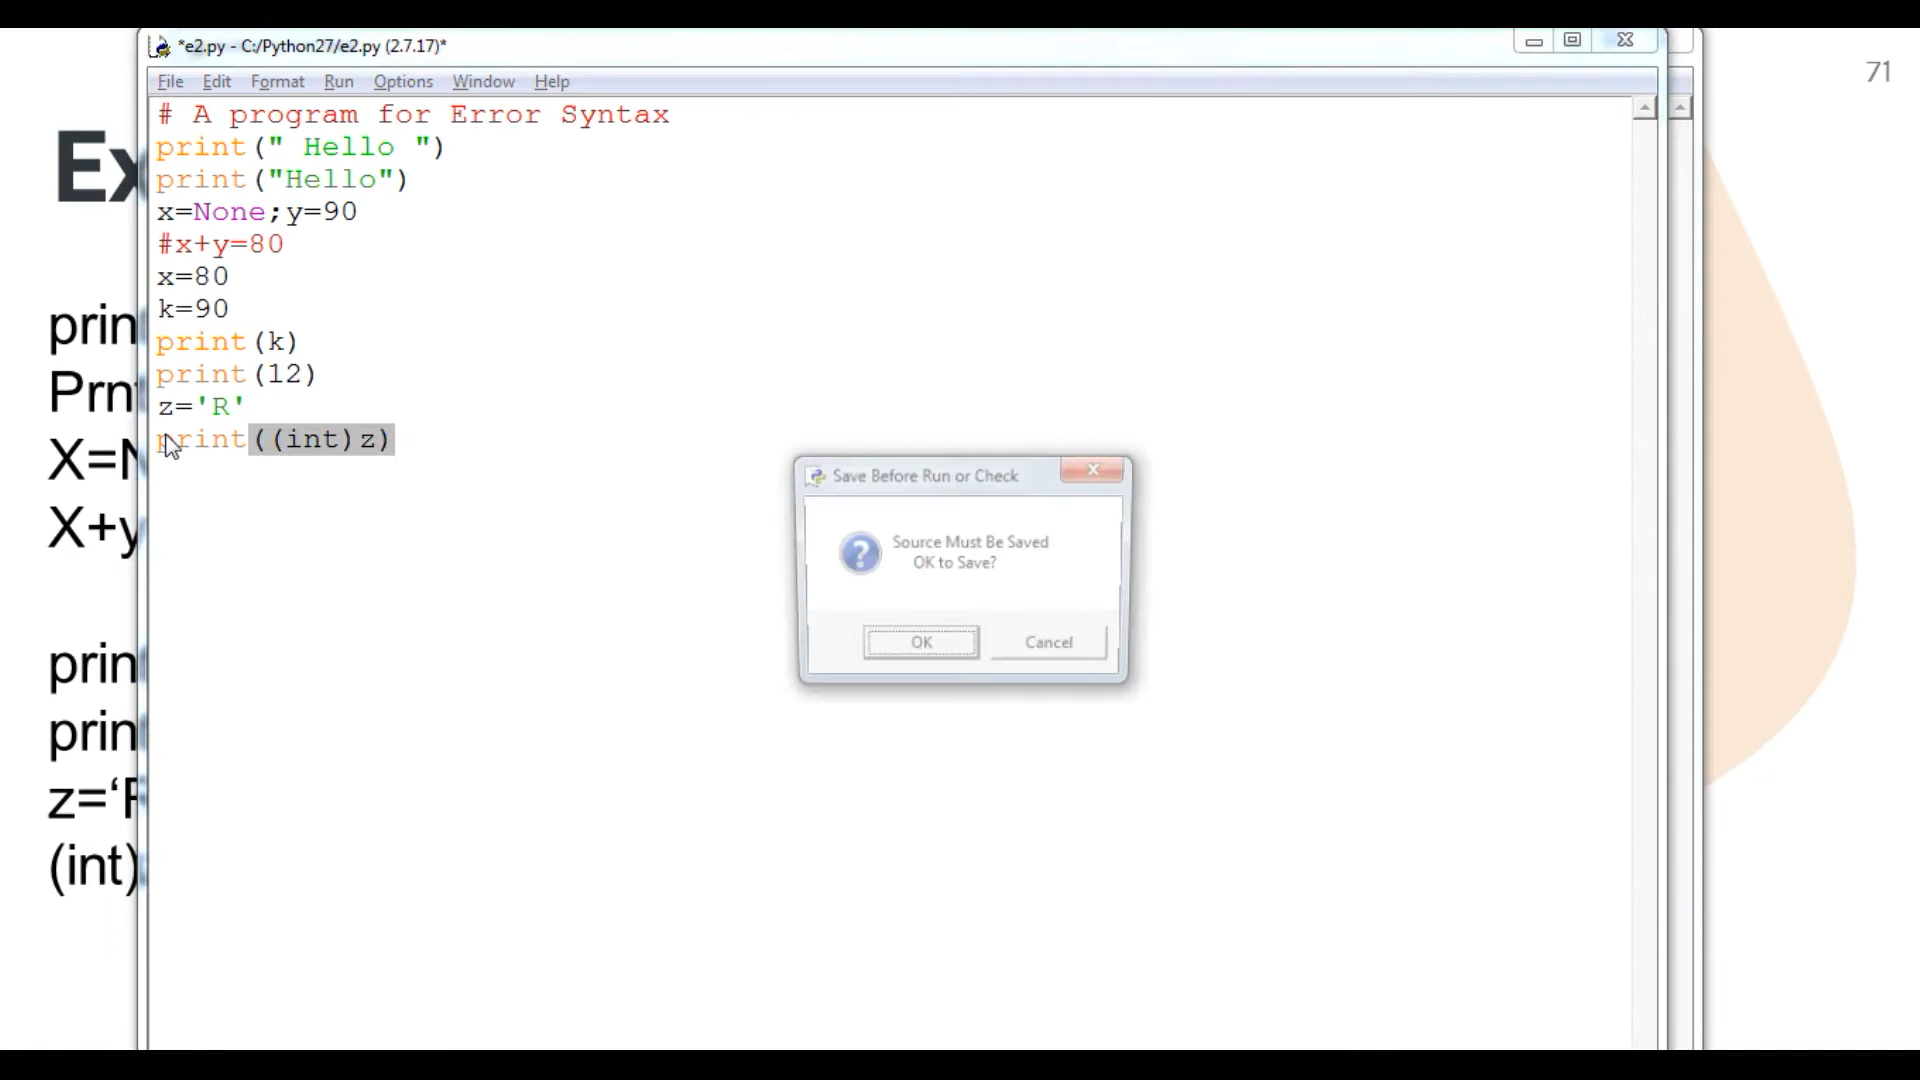 *e2.py - C:/Python27/e2.py (2.7.17)*
71
File Edit Format Run Options Window Help
# A program for Error Syntax
print(" Hello ")
print("Hello")
x=None;y=90
#x+y=80
x=80
k=90
print(k)
print(12)
z='R'
print((int)z)
Save Before Run or Check
Source Must Be Saved
OK to Save?
OK Cancel
Ex
prin
Prnt
X=N
X+y
prin
prin
z=‘R
(int)